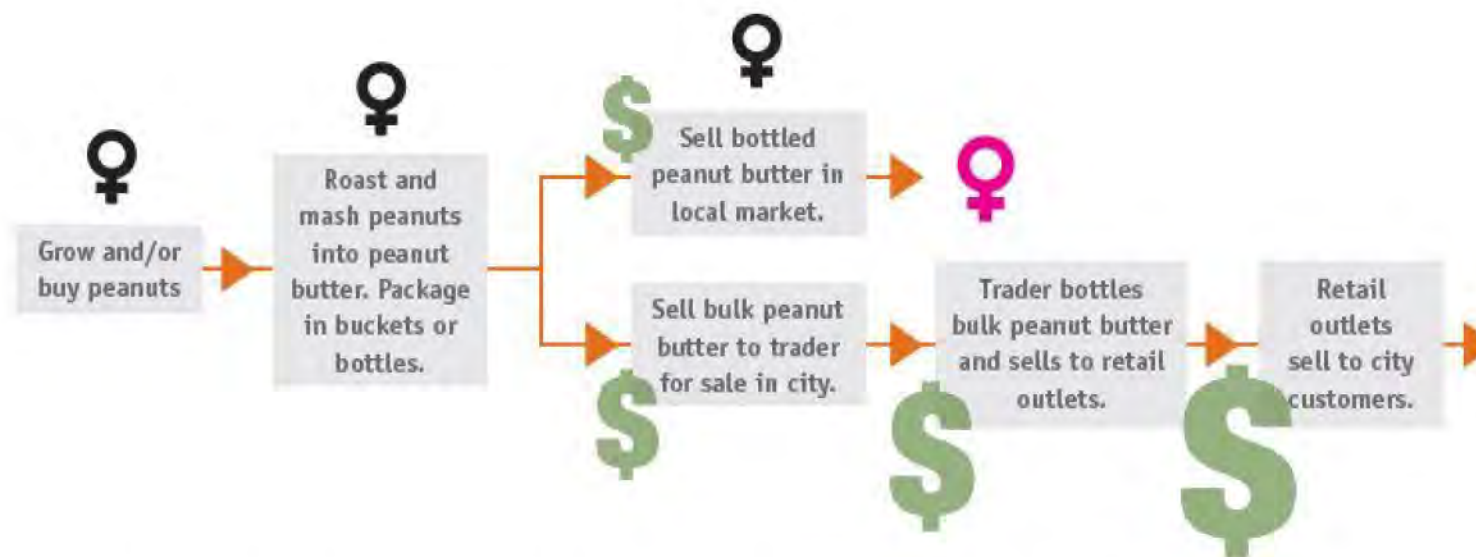 Grow and/or
buy peanuts
Roast and
mash peanuts
into peanut
butter. Package
in buckets or
bottles.
$
Sell bottled
peanut butter in
local market.
$
Sell bulk peanut
butter to trader
for sale in city.
$
Trader bottles
bulk peanut butter
and sells to retail
outlets.
$
Retail
outlets
sell to city
customers.